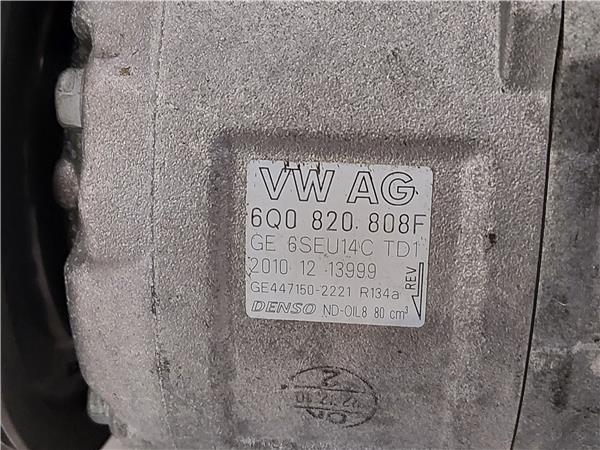 VW AG
6Q0 820 808F
GE 6SEU14C TD1
2010 12 13999
GE447150-2221 R134a
REV
DENSO ND-OIL8 80 cm³
2